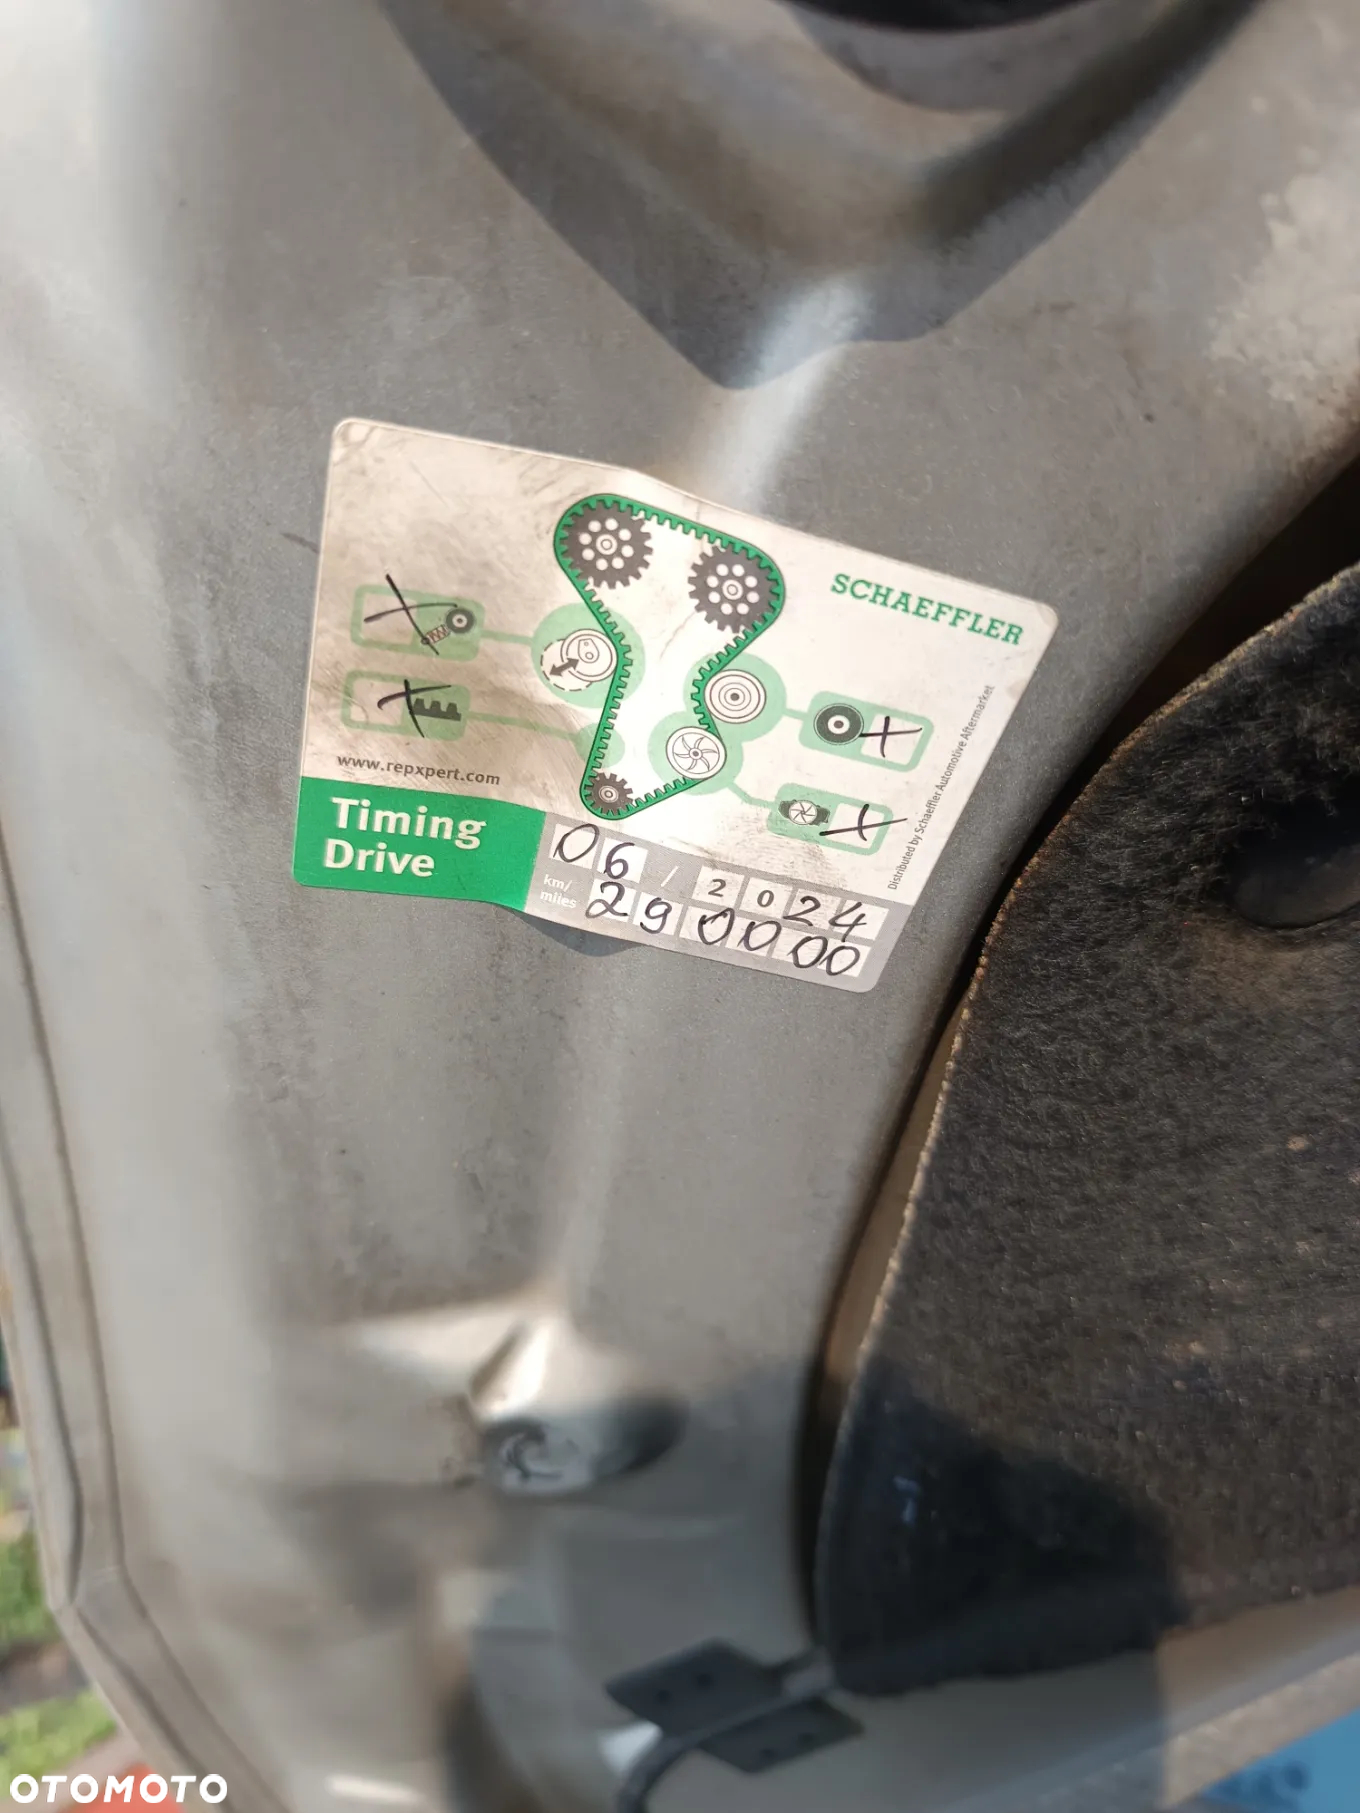 SCHAEFFLER
www.repxpert.com
Distributed by Schaeffler Automotive Aftermarket
Timing
Drive
06 / 2024
km/
miles
290000
OTOMOTO